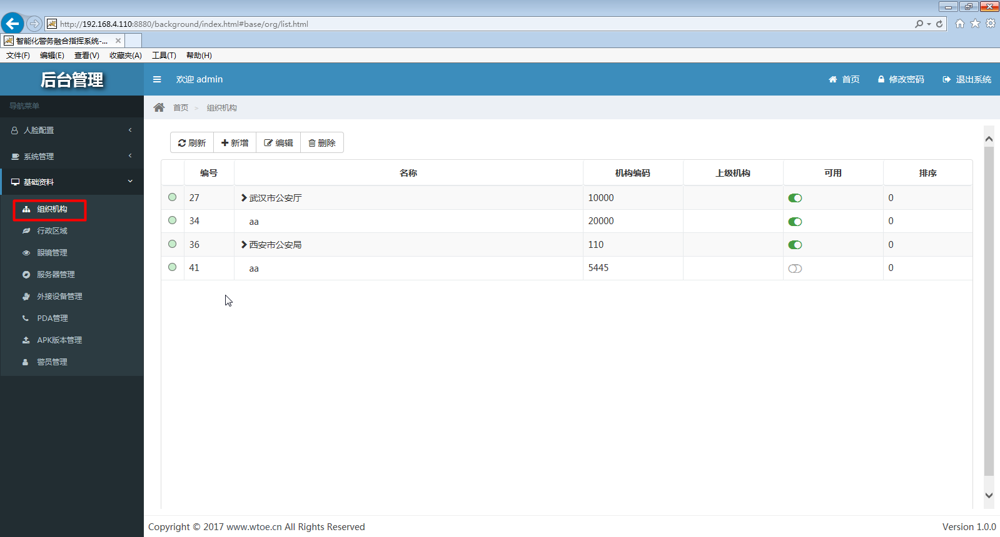 http://192.168.4.110:8880/background/index.html#base/org/list.html
智能化警务融合指挥系统-...
文件(F) 编辑(E) 查看(V) 收藏夹(A) 工具(T) 帮助(H)
后台管理
欢迎 admin
首页 修改密码 退出系统
导航菜单
首页 > 组织机构
人脸配置
系统管理
基础资料
组织机构
行政区域
眼镜管理
服务器管理
外接设备管理
PDA管理
APK版本管理
警员管理
刷新 新增 编辑 删除
编号 名称 机构编码 上级机构 可用 排序
27 武汉市公安厅 10000 0
34 aa 20000 0
36 西安市公安局 110 0
41 aa 5445 0
Copyright © 2017 www.wtoe.cn All Rights Reserved
Version 1.0.0